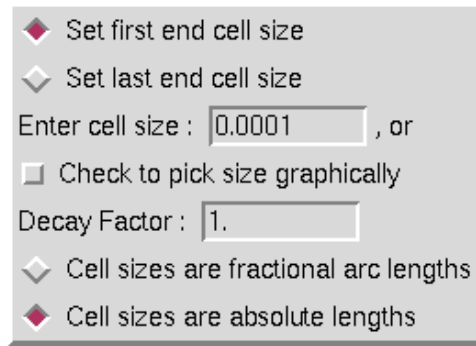 Set first end cell size
Set last end cell size
Enter cell size : 0.0001 , or
Check to pick size graphically
Decay Factor : 1.
Cell sizes are fractional arc lengths
Cell sizes are absolute lengths